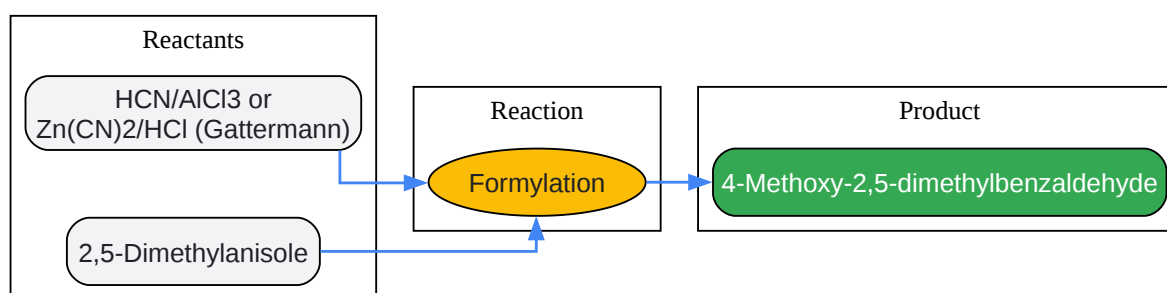 Reactants
HCN/AlCl3 or
Zn(CN)2/HCl (Gattermann)
2,5-Dimethylanisole
Reaction
Formylation
Product
4-Methoxy-2,5-dimethylbenzaldehyde